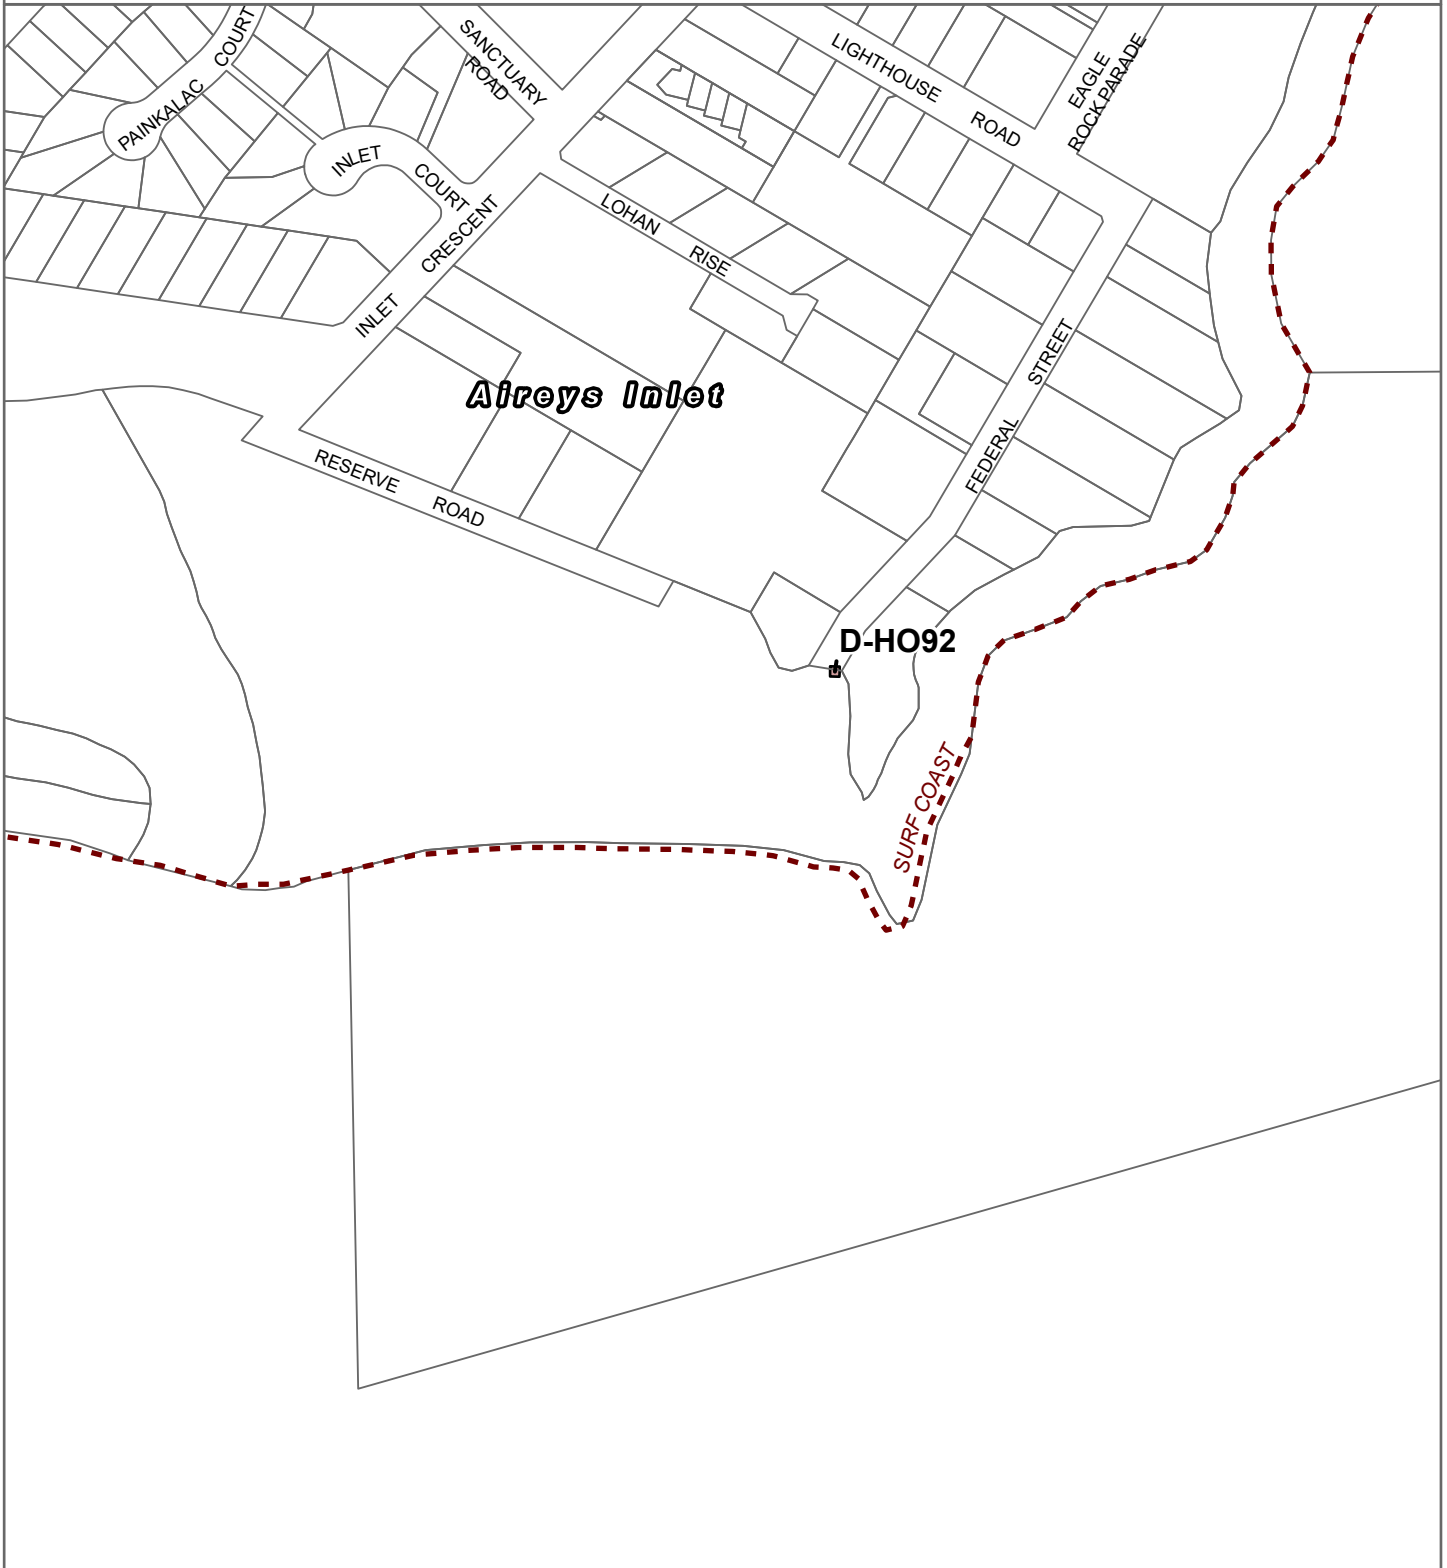 PAINKALAC COURT
SANCTUARY
ROAD
LIGHTHOUSE ROAD
EAGLE
ROCK PARADE
INLET COURT
INLET CRESCENT
LOHAN RISE
Aireys Inlet
FEDERAL STREET
RESERVE ROAD
D-HO92
SURF COAST